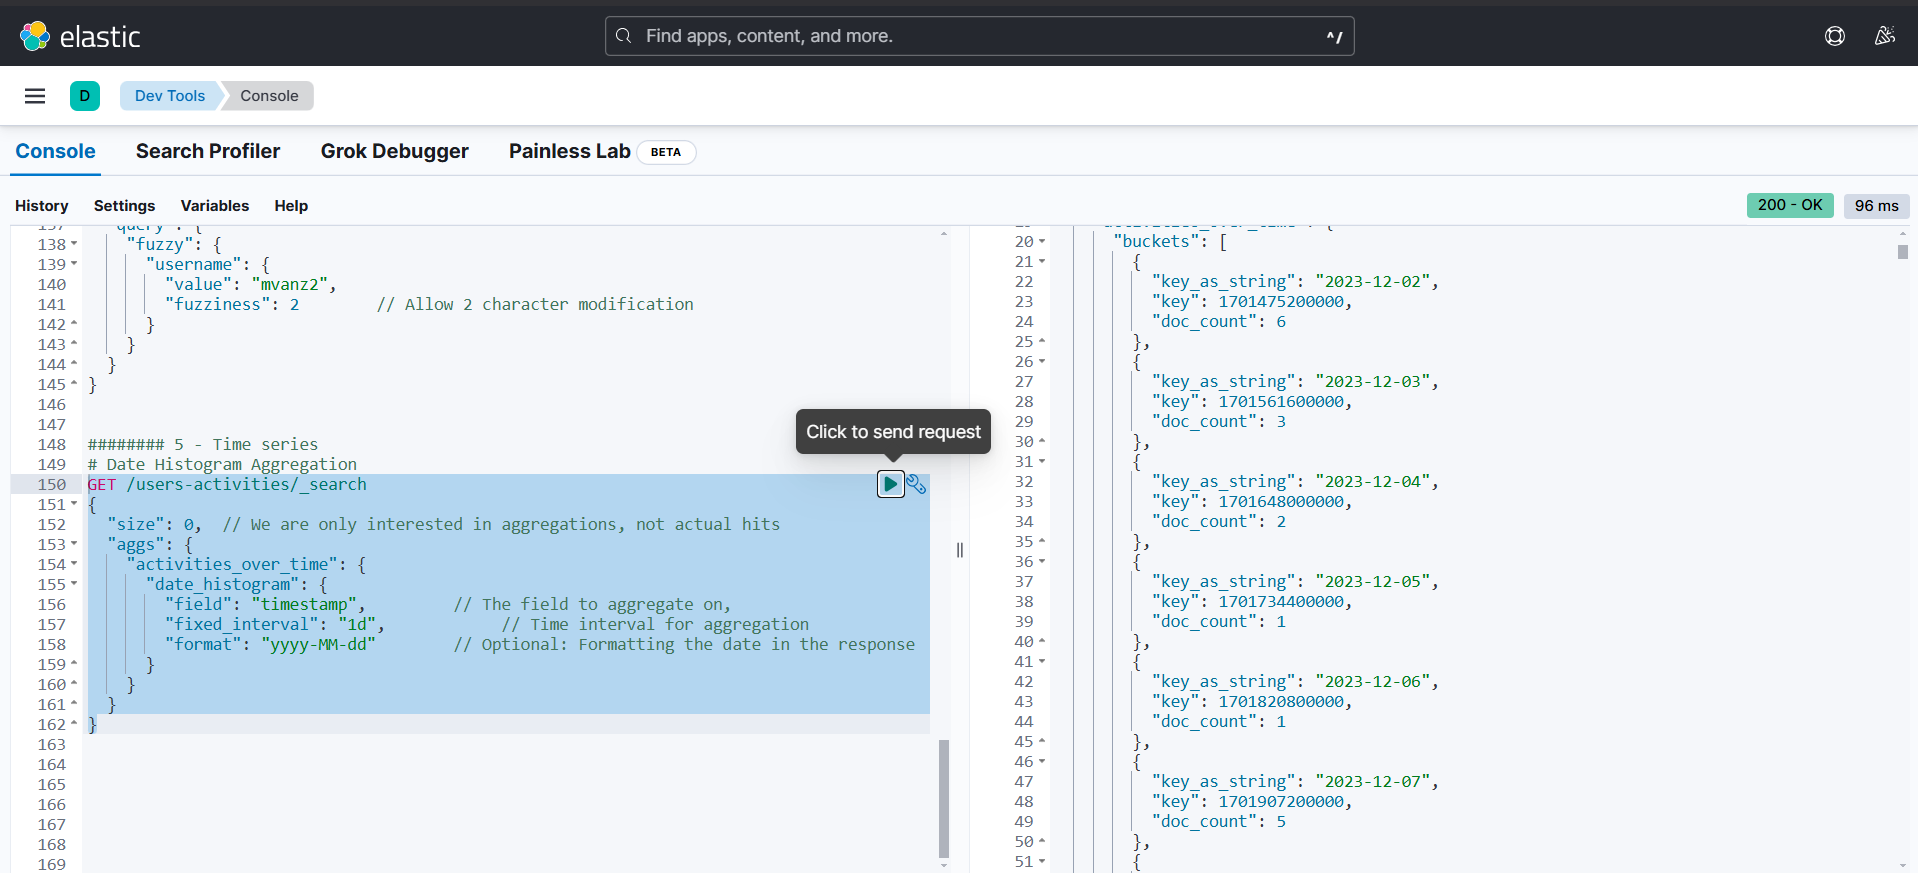 elastic
Find apps, content, and more.
^/
D
Dev Tools
Console
Console
Search Profiler
Grok Debugger
Painless Lab
BETA
History
Settings
Variables
Help
200 - OK
96 ms
137 "query": {
138 "fuzzy": {
139 "username": {
140 "value": "mvanz2",
141 "fuzziness": 2 // Allow 2 character modification
142 }
143 }
144 }
145 }
146
147
148 ######## 5 - Time series
149 # Date Histogram Aggregation
150 GET /users-activities/_search
151 {
152 "size": 0, // We are only interested in aggregations, not actual hits
153 "aggs": {
154 "activities_over_time": {
155 "date_histogram": {
156 "field": "timestamp", // The field to aggregate on,
157 "fixed_interval": "1d", // Time interval for aggregation
158 "format": "yyyy-MM-dd" // Optional: Formatting the date in the response
159 }
160 }
161 }
162 }
163
164
165
166
167
168
169
Click to send request
20 "buckets": [
21 {
22 "key_as_string": "2023-12-02",
23 "key": 1701475200000,
24 "doc_count": 6
25 },
26 {
27 "key_as_string": "2023-12-03",
28 "key": 1701561600000,
29 "doc_count": 3
30 },
31 {
32 "key_as_string": "2023-12-04",
33 "key": 1701648000000,
34 "doc_count": 2
35 },
36 {
37 "key_as_string": "2023-12-05",
38 "key": 1701734400000,
39 "doc_count": 1
40 },
41 {
42 "key_as_string": "2023-12-06",
43 "key": 1701820800000,
44 "doc_count": 1
45 },
46 {
47 "key_as_string": "2023-12-07",
48 "key": 1701907200000,
49 "doc_count": 5
50 },
51 {